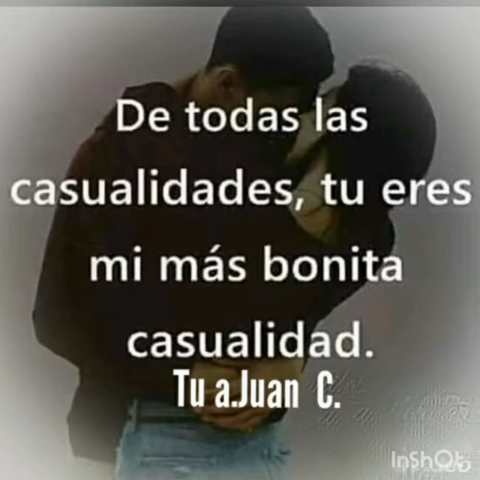 De todas las
casualidades, tu eres
mi más bonita
casualidad.
Tu a.Juan C.
InShOt